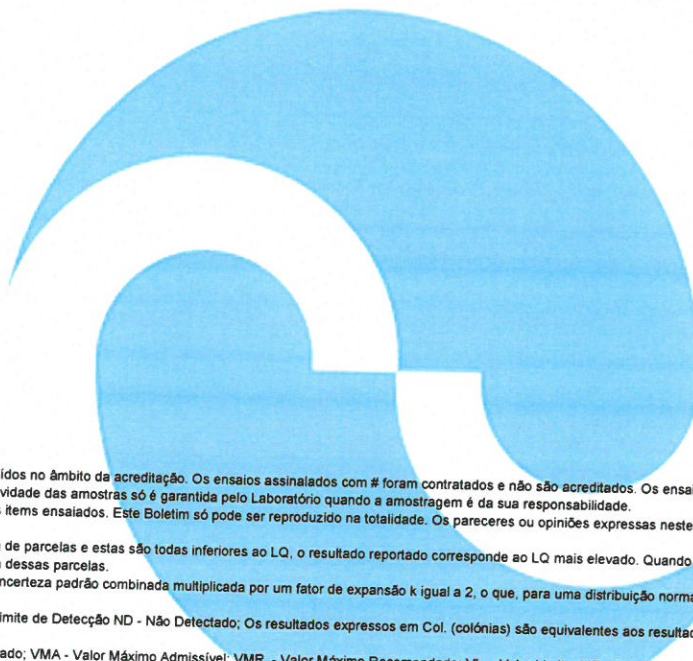 ídos no âmbito da acreditação. Os ensaios assinalados com # foram contratados e não são acreditados. Os ensai
vidade das amostras só é garantida pelo Laboratório quando a amostragem é da sua responsabilidade.
s items ensaiados. Este Boletim só pode ser reproduzido na totalidade. Os pareceres ou opiniões expressas neste
de parcelas e estas são todas inferiores ao LQ, o resultado reportado corresponde ao LQ mais elevado. Quando
dessas parcelas.
ncerteza padrão combinada multiplicada por um fator de expansão k igual a 2, o que, para uma distribuição norma
imite de Detecção ND - Não Detectado; Os resultados expressos em Col. (colónias) são equivalentes aos resultad
ado; VMA - Valor Máximo Admissível; VMR - Valor Máximo Recomendado